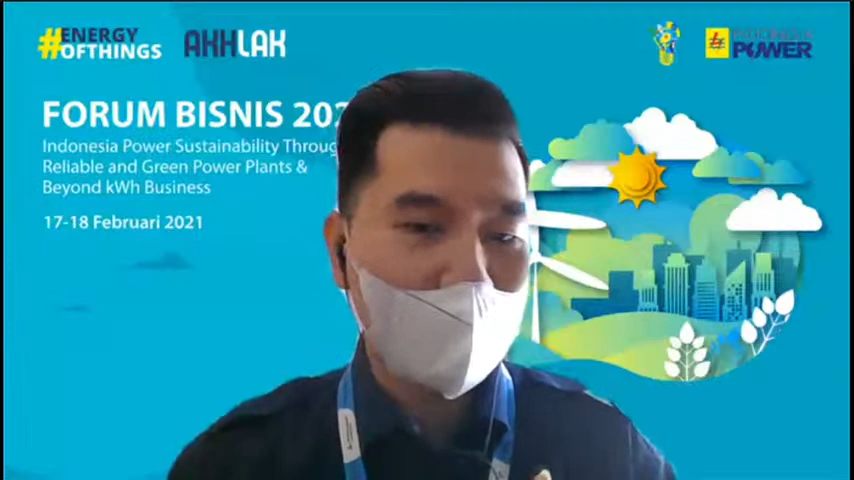 #ENERGY
OFTHINGS
AKHLAK
INDONESIA
POWER
FORUM BISNIS 202
Indonesia Power Sustainability Throug
Reliable and Green Power Plants &
Beyond kWh Business
17-18 Februari 2021